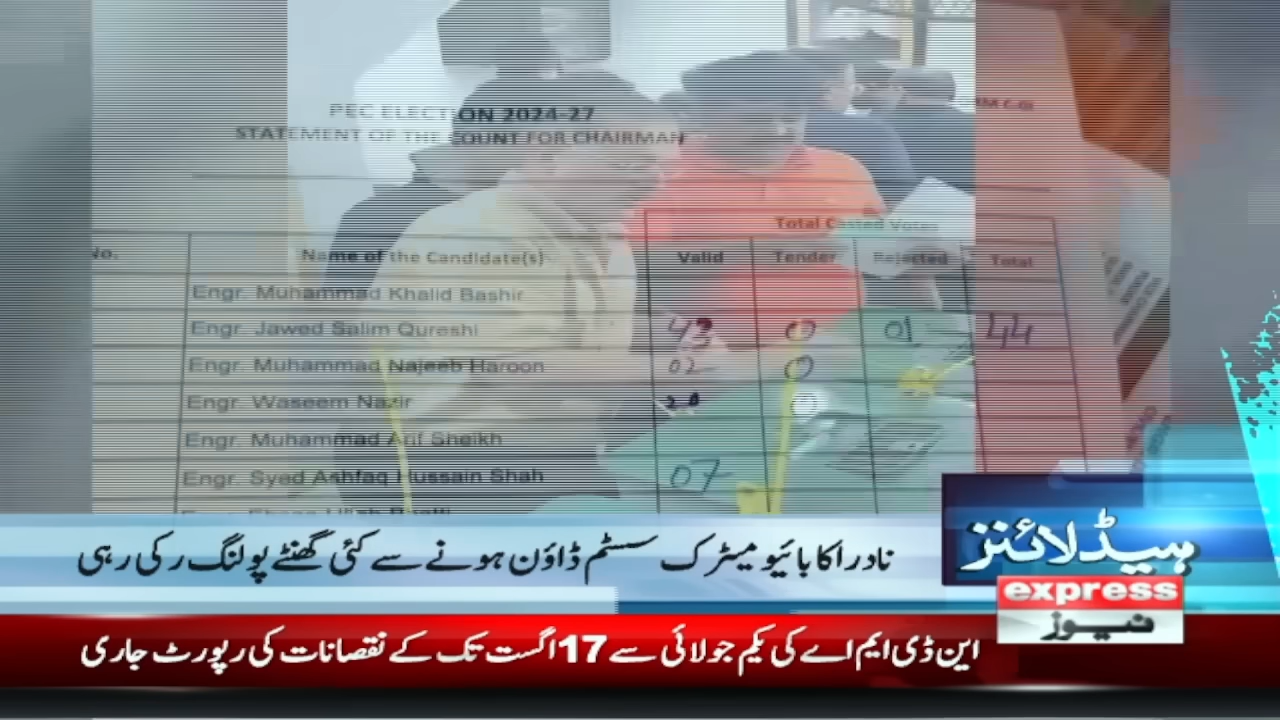 PEC ELECTION 2024-27
STATEMENT OF THE COUNT FOR CHAIRMAN
Total Casted Votes
No. Name of the Candidate(s) Valid Tender Rejected Total
Engr. Muhammad Khalid Bashir
Engr. Jawed Salim Qureshi 43 0 01 44
Engr. Muhammad Najeeb Haroon 02 0
Engr. Waseem Nazir
Engr. Muhammad Arif Sheikh
Engr. Syed Ashfaq Hussain Shah 07
ہیڈلائنز
نادرا کا بائیو میٹرک سسٹم ڈاؤن ہونے سے کئی گھنٹے پولنگ رکی رہی
express
نیوز
این ڈی ایم اے کی یکم جولائی سے 17 اگست تک کے نقصانات کی رپورٹ جاری